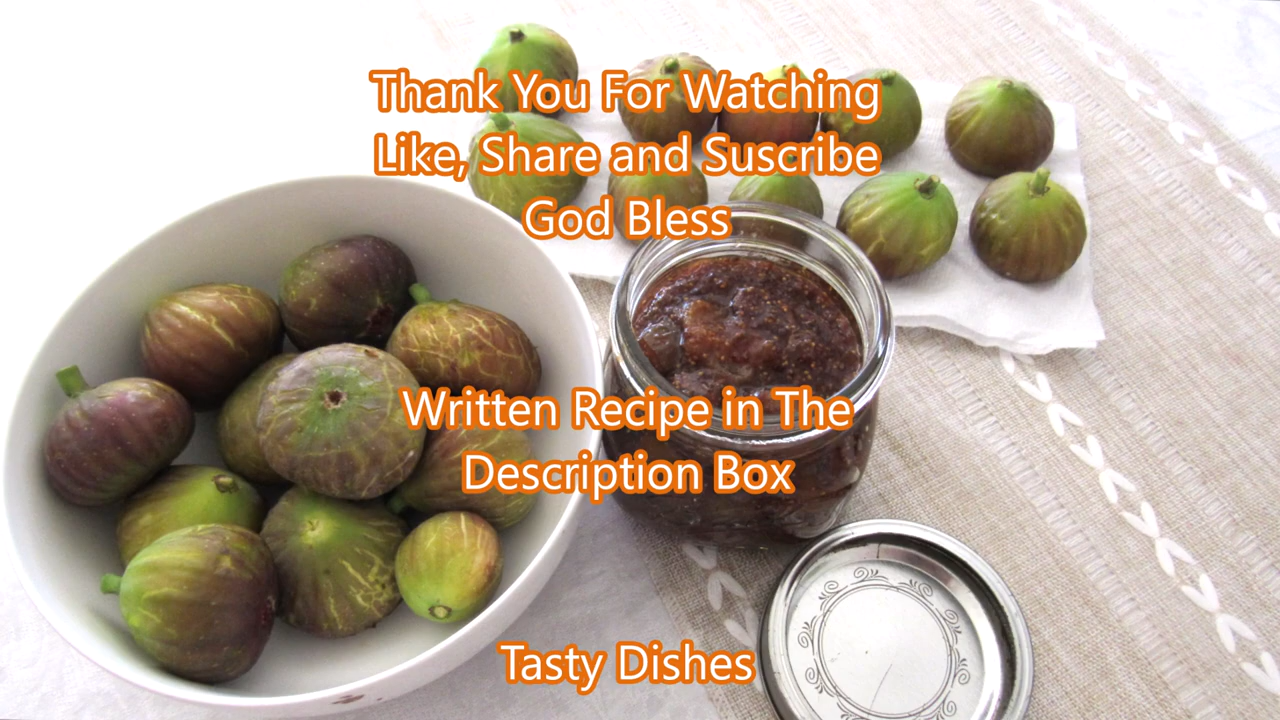 Thank You For Watching
Like, Share and Suscribe
God Bless
Written Recipe in The
Description Box
Tasty Dishes